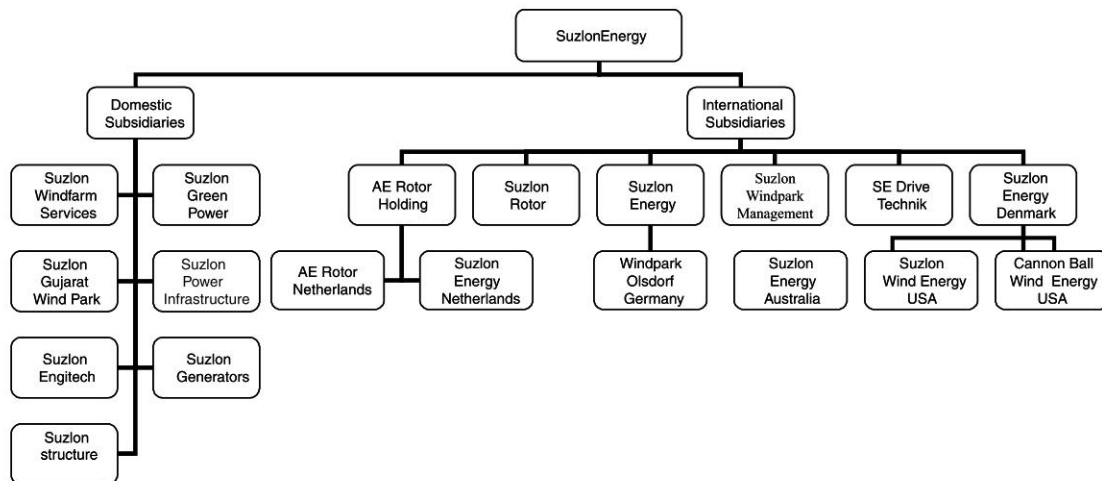 SuzlonEnergy
Domestic
Subsidiaries
International
Subsidiaries
Suzlon
Windfarm
Services
Suzlon
Green
Power
AE Rotor
Holding
Suzlon
Rotor
Suzlon
Energy
Suzlon
Windpark
Management
SE Drive
Technik
Suzlon
Energy
Denmark
Suzlon
Gujarat
Wind Park
Suzlon
Power
Infrastructure
AE Rotor
Netherlands
Suzlon
Energy
Netherlands
Windpark
Olsdorf
Germany
Suzlon
Energy
Australia
Suzlon
Wind Energy
USA
Cannon Ball
Wind Energy
USA
Suzlon
Engitech
Suzlon
Generators
Suzlon
structure